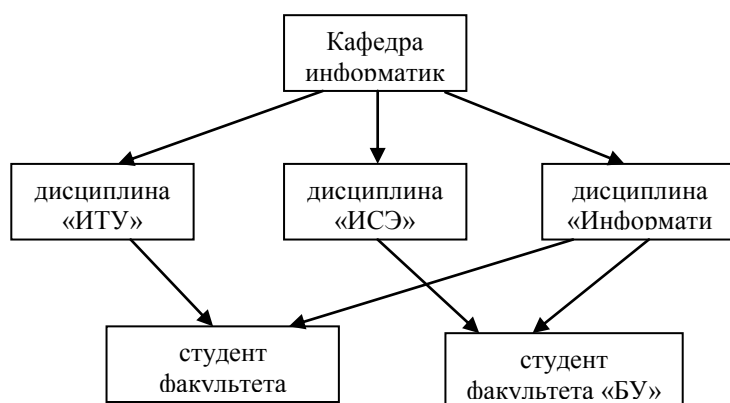 Кафедра
информатик
дисциплина
«ИТУ»
дисциплина
«ИСЭ»
дисциплина
«Информати
студент
факультета
студент
факультета «БУ»